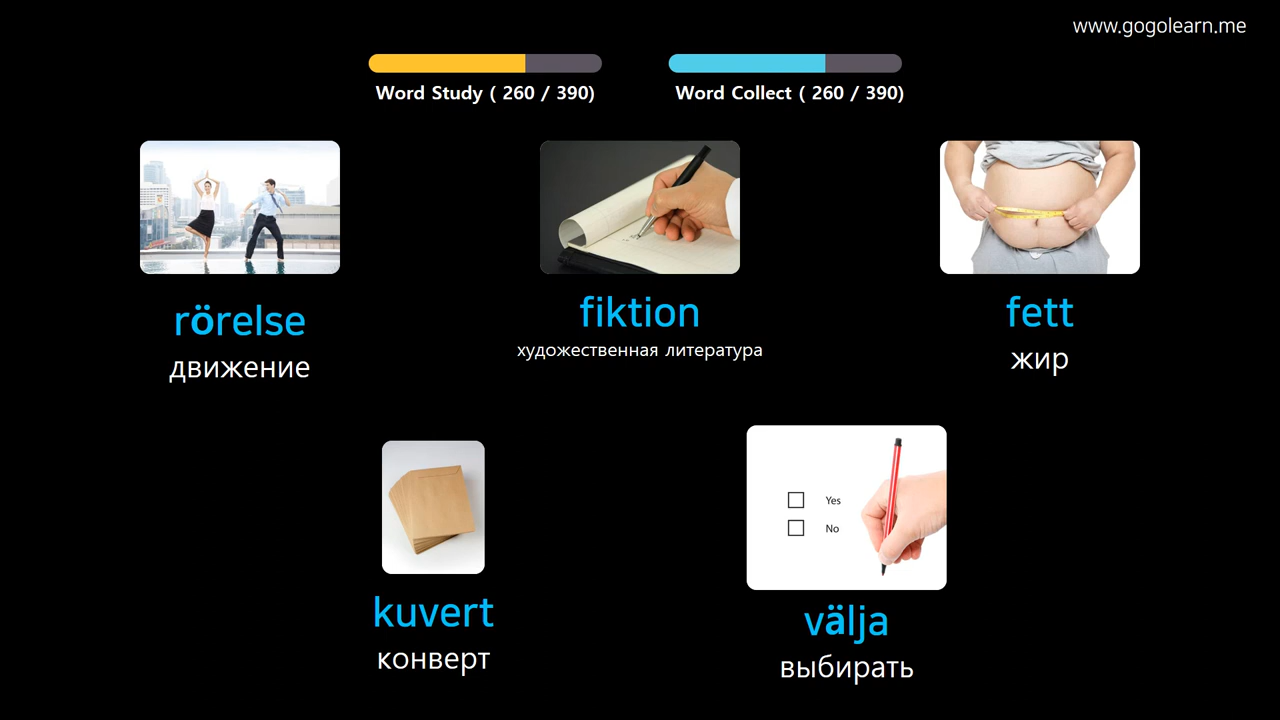 www.gogolearn.me
Word Study ( 260 / 390)
Word Collect ( 260 / 390)
rörelse
движение
fiktion
художественная литература
fett
жир
kuvert
конверт
Yes
No
välja
выбирать